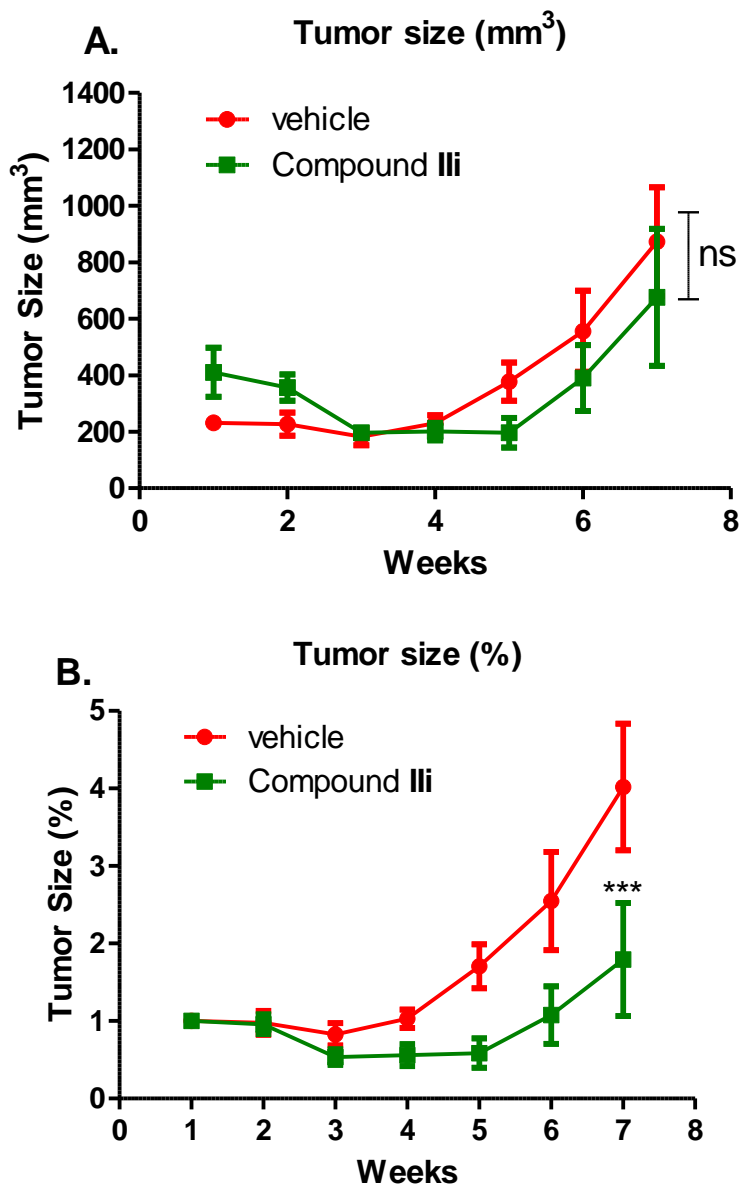 A.
Tumor size (mm³)
1400
1200
1000
800
600
400
200
0
Tumor Size (mm³)
vehicle
Compound IIi
ns
0 2 4 6 8
Weeks
B.
Tumor size (%)
5
4
3
2
1
0
Tumor Size (%)
vehicle
Compound IIi
***
0 1 2 3 4 5 6 7 8
Weeks